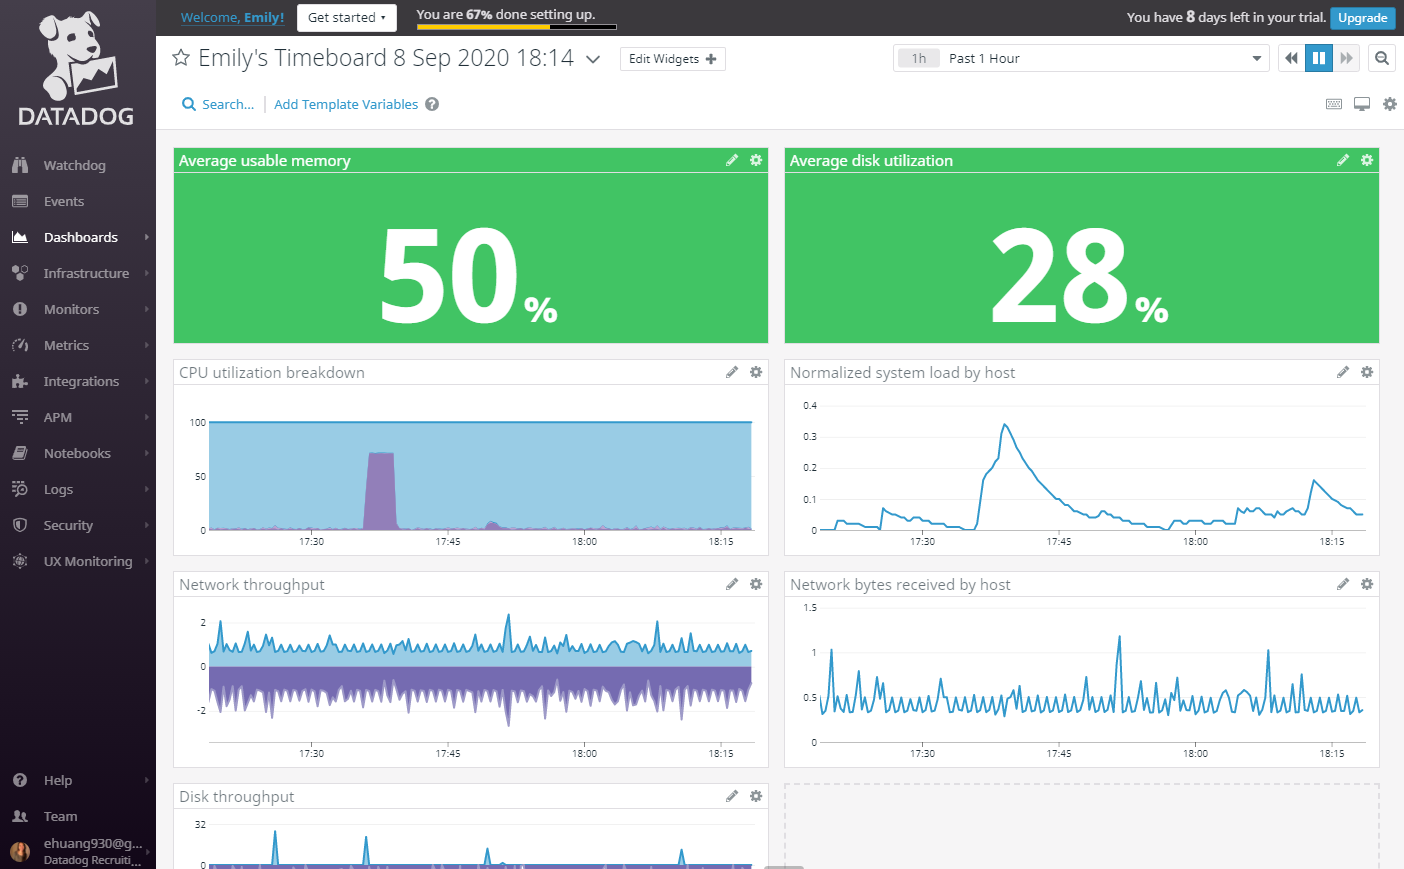 Welcome, Emily!
Get started
You are 67% done setting up.
You have 8 days left in your trial.
Upgrade
DATADOG
Watchdog
Events
Dashboards
Infrastructure
Monitors
Metrics
Integrations
APM
Notebooks
Logs
Security
UX Monitoring
Help
Team
ehuang930@g...
Datadog Recruiti...
Emily's Timeboard 8 Sep 2020 18:14
Edit Widgets +
1h Past 1 Hour
Search...
Add Template Variables ?
Average usable memory
50%
Average disk utilization
28%
CPU utilization breakdown
100
50
0
17:30 17:45 18:00 18:15
Normalized system load by host
0.4
0.3
0.2
0.1
0
17:30 17:45 18:00 18:15
Network throughput
2
0
-2
17:30 17:45 18:00 18:15
Network bytes received by host
1.5
1
0.5
0
17:30 17:45 18:00 18:15
Disk throughput
32
0